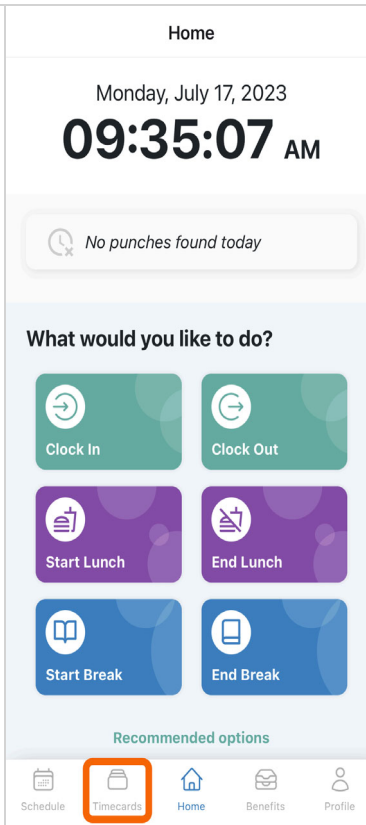 Home
Monday, July 17, 2023
09:35:07 AM
No punches found today
What would you like to do?
Clock In
Clock Out
Start Lunch
End Lunch
Start Break
End Break
Recommended options
Schedule
Timecards
Home
Benefits
Profile